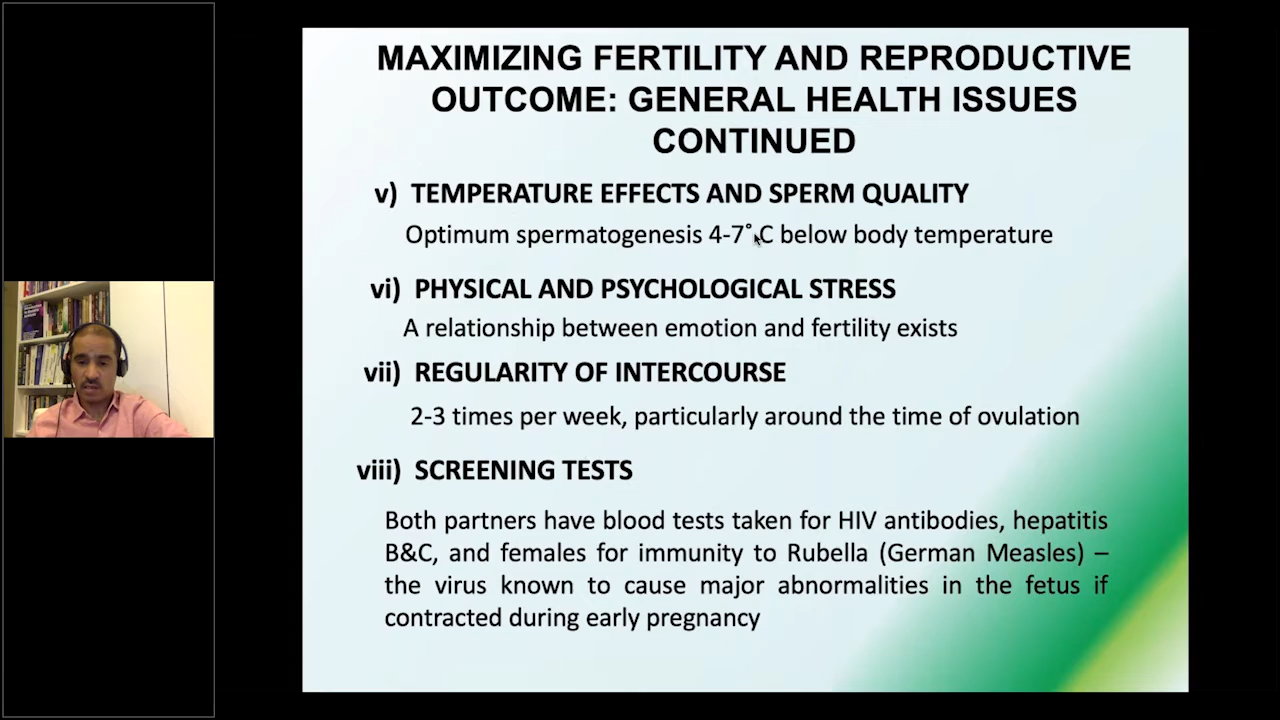 MAXIMIZING FERTILITY AND REPRODUCTIVE
OUTCOME: GENERAL HEALTH ISSUES
CONTINUED
v) TEMPERATURE EFFECTS AND SPERM QUALITY
Optimum spermatogenesis 4-7˚C below body temperature
vi) PHYSICAL AND PSYCHOLOGICAL STRESS
A relationship between emotion and fertility exists
vii) REGULARITY OF INTERCOURSE
2-3 times per week, particularly around the time of ovulation
viii) SCREENING TESTS
Both partners have blood tests taken for HIV antibodies, hepatitis
B&C, and females for immunity to Rubella (German Measles) –
the virus known to cause major abnormalities in the fetus if
contracted during early pregnancy